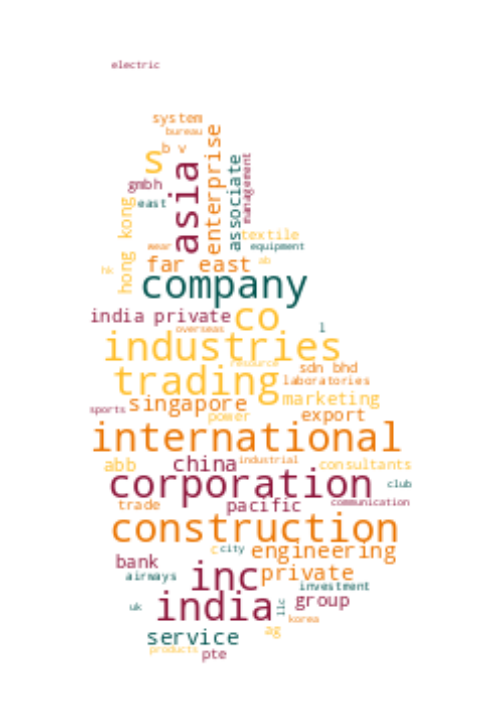 electric
system
bureau
b v
s
asia
enterprise
associate
management
gmbh
east
hong kong
textile
wear
equipment
far east
ab
hk
company
india private
co
overseas
l
industries
resource
trading
sdn bhd
laboratories
marketing
sports
singapore
power
export
international
abb
china
industrial
consultants
corporation
club
trade
pacific
communication
construction
c
city
engineering
bank
airways
inc
private
investment
uk
india
llc
group
korea
service
ag
products
pte